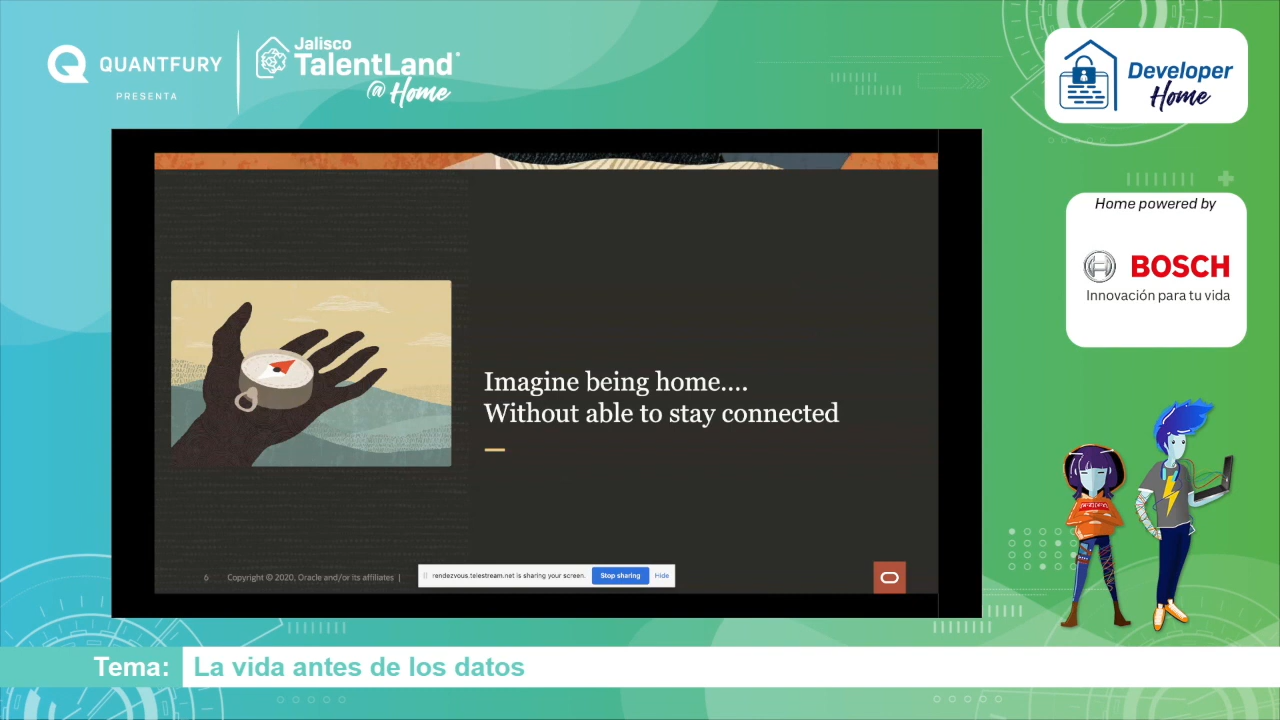 QUANTFURY
PRESENTA
Jalisco
TalentLand
@ Home
Developer
Home
Home powered by
BOSCH
Innovación para tu vida
Imagine being home....
Without able to stay connected
6 Copyright © 2020, Oracle and/or its affiliates |
rendezvous.telestream.net is sharing your screen. Stop sharing Hide
Tema: La vida antes de los datos